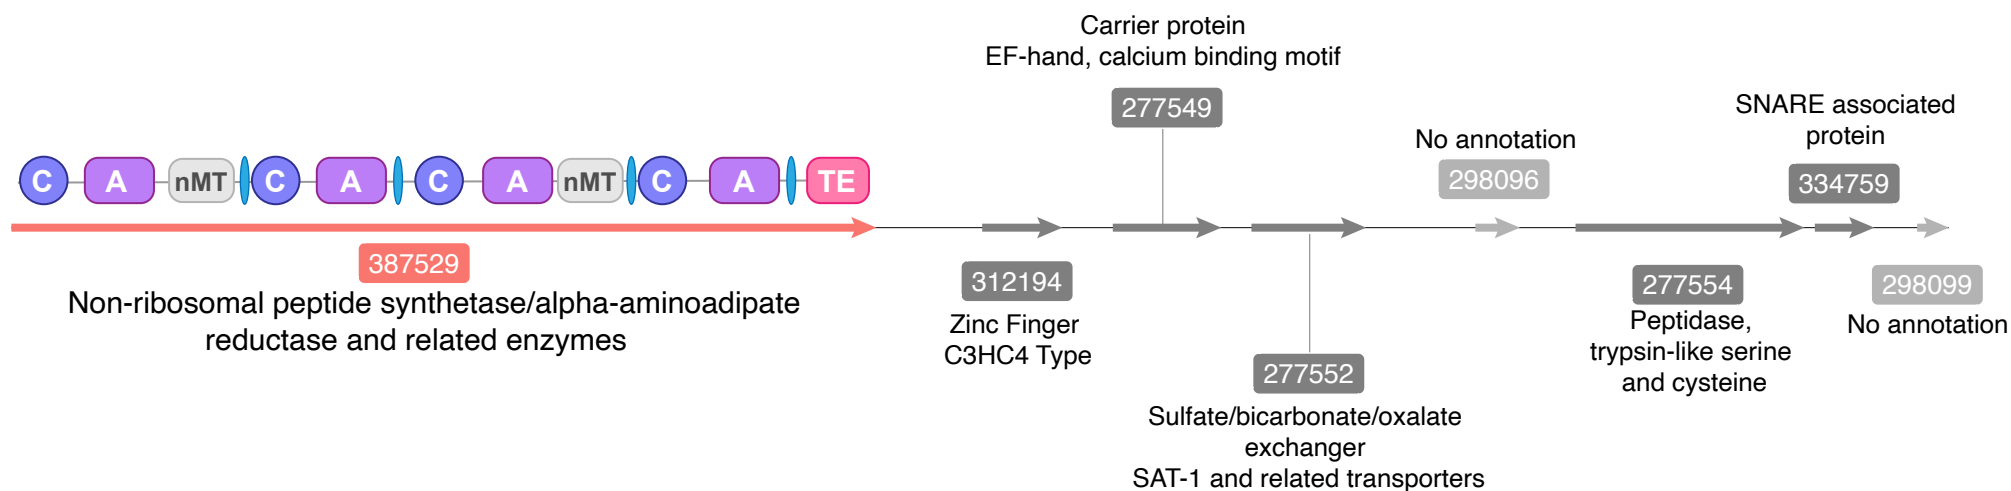 Carrier protein
EF-hand, calcium binding motif
277549
SNARE associated
protein
No annotation
298096
334759
C A nMT C A C A nMT C A TE
387529
Non-ribosomal peptide synthetase/alpha-aminoadipate
reductase and related enzymes
312194
Zinc Finger
C3HC4 Type
277552
Sulfate/bicarbonate/oxalate
exchanger
SAT-1 and related transporters
277554
Peptidase,
trypsin-like serine
and cysteine
298099
No annotation